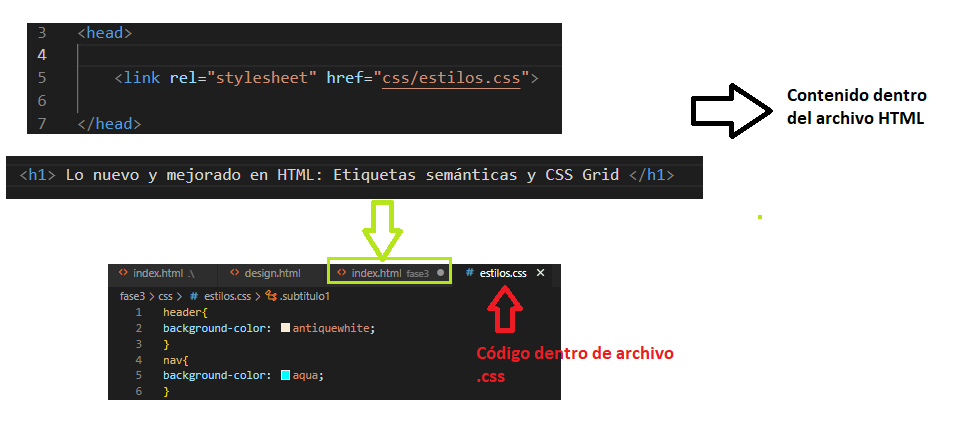 3 <head>
4
5 <link rel="stylesheet" href="css/estilos.css">
6
7 </head>
Contenido dentro
del archivo HTML
<h1> Lo nuevo y mejorado en HTML: Etiquetas semánticas y CSS Grid </h1>
<> index.html .\ <> design.html <> index.html fase3 ● # estilos.css ×
fase3 > css > # estilos.css > .subtitulo1
1 header{
2 background-color: antiquewhite;
3 }
4 nav{
5 background-color: aqua;
6 }
Código dentro de archivo
.css